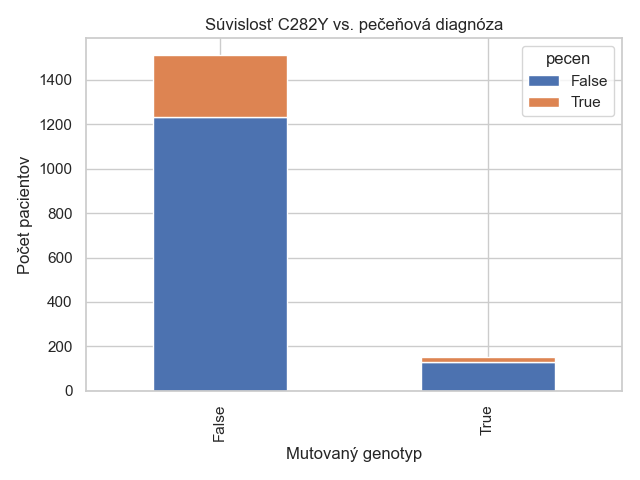 Súvislosť C282Y vs. pečeňová diagnóza
pecen
False
True
1400
1200
1000
800
600
400
200
0
Počet pacientov
False
True
Mutovaný genotyp